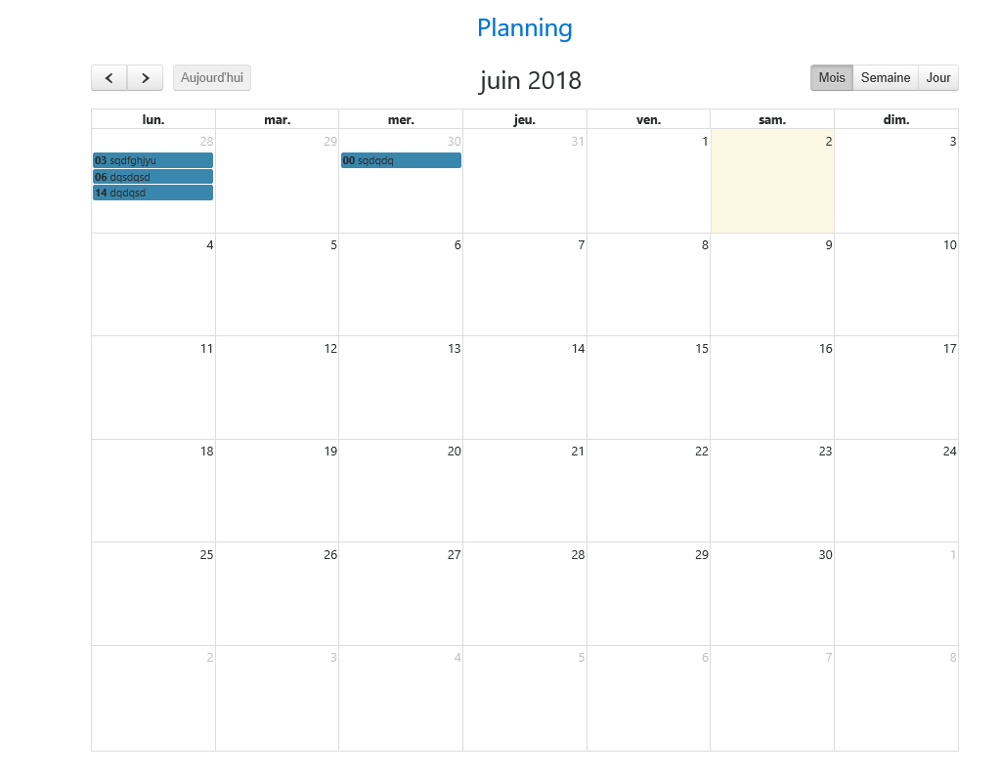 Planning
Aujourd'hui
juin 2018
Mois Semaine Jour
lun. mar. mer. jeu. ven. sam. dim.
28 29 30 31 1 2 3
03 sqdfghjyu
00 sqdqdq
06 dqsdqsd
14 dqdqsd
4 5 6 7 8 9 10
11 12 13 14 15 16 17
18 19 20 21 22 23 24
25 26 27 28 29 30 1
2 3 4 5 6 7 8